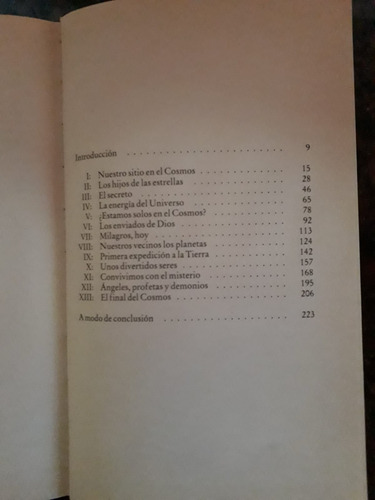 Introducción . . . . . . . . . . . . . . . . . . . . 9
I: Nuestro sitio en el Cosmos . . . . . . . . . . . . 15
II: Los hijos de las estrellas . . . . . . . . . . . . 28
III: El secreto . . . . . . . . . . . . . . . . . . . 46
IV: La energía del Universo . . . . . . . . . . . . . 65
V: ¿Estamos solos en el Cosmos? . . . . . . . . . . . 78
VI: Los enviados de Dios . . . . . . . . . . . . . . 92
VII: Milagros, hoy . . . . . . . . . . . . . . . . . 113
VIII: Nuestros vecinos los planetas . . . . . . . . . 124
IX: Primera expedición a la Tierra . . . . . . . . . 142
X: Unos divertidos seres . . . . . . . . . . . . . . 157
XI: Convivimos con el misterio . . . . . . . . . . . 168
XII: Ángeles, profetas y demonios . . . . . . . . . . 195
XIII: El final del Cosmos . . . . . . . . . . . . . . 206
A modo de conclusión . . . . . . . . . . . . . . . . 223